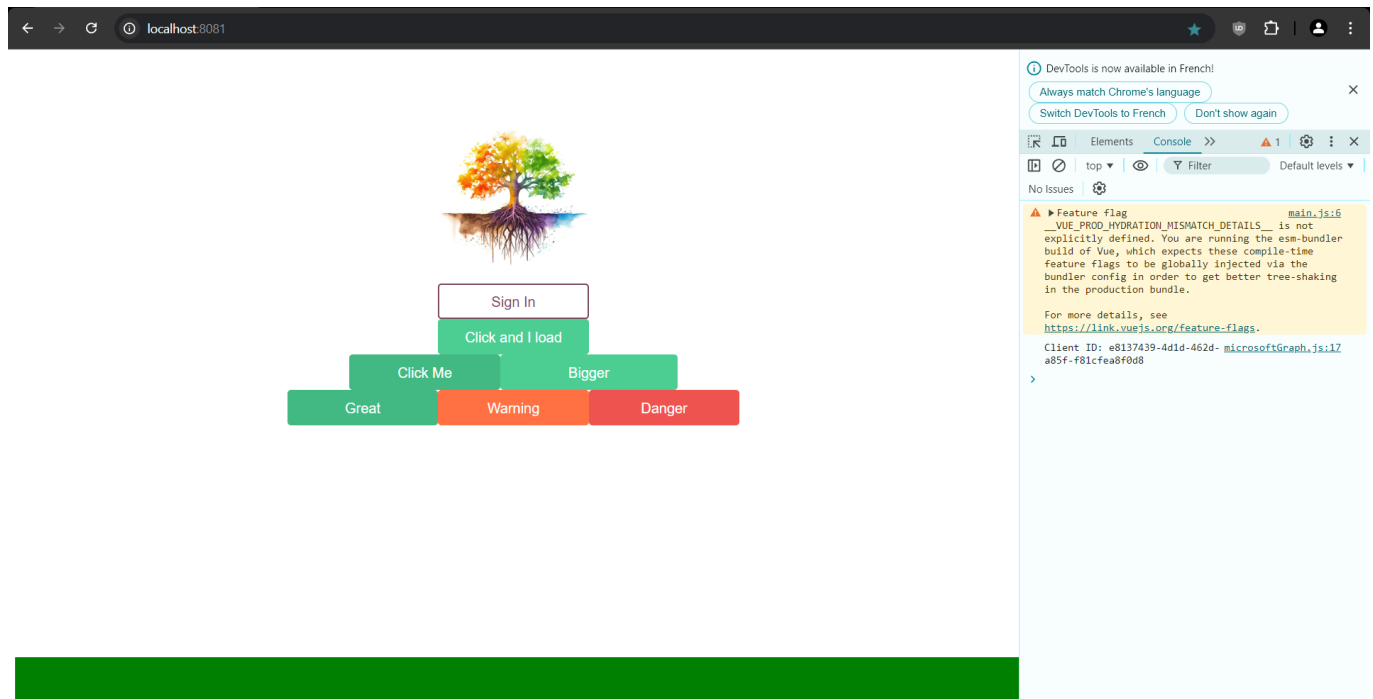 localhost:8081
DevTools is now available in French!
Always match Chrome's language
Switch DevTools to French
Don't show again
Elements
Console
1
top
Filter
Default levels
No Issues
Feature flag main.js:6
__VUE_PROD_HYDRATION_MISMATCH_DETAILS__ is not
explicitly defined. You are running the esm-bundler
build of Vue, which expects these compile-time
feature flags to be globally injected via the
bundler config in order to get better tree-shaking
in the production bundle.
For more details, see
https://link.vuejs.org/feature-flags.
Client ID: e8137439-4d1d-462d- microsoftGraph.js:17
a85f-f81cfea8f0d8
Sign In
Click and I load
Click Me
Bigger
Great
Warning
Danger